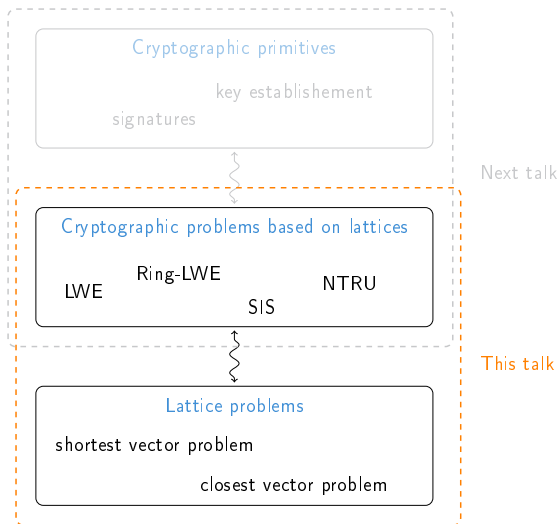 Cryptographic primitives
key establishement
signatures
Next talk
Cryptographic problems based on lattices
Ring-LWE
NTRU
LWE
SIS
This talk
Lattice problems
shortest vector problem
closest vector problem